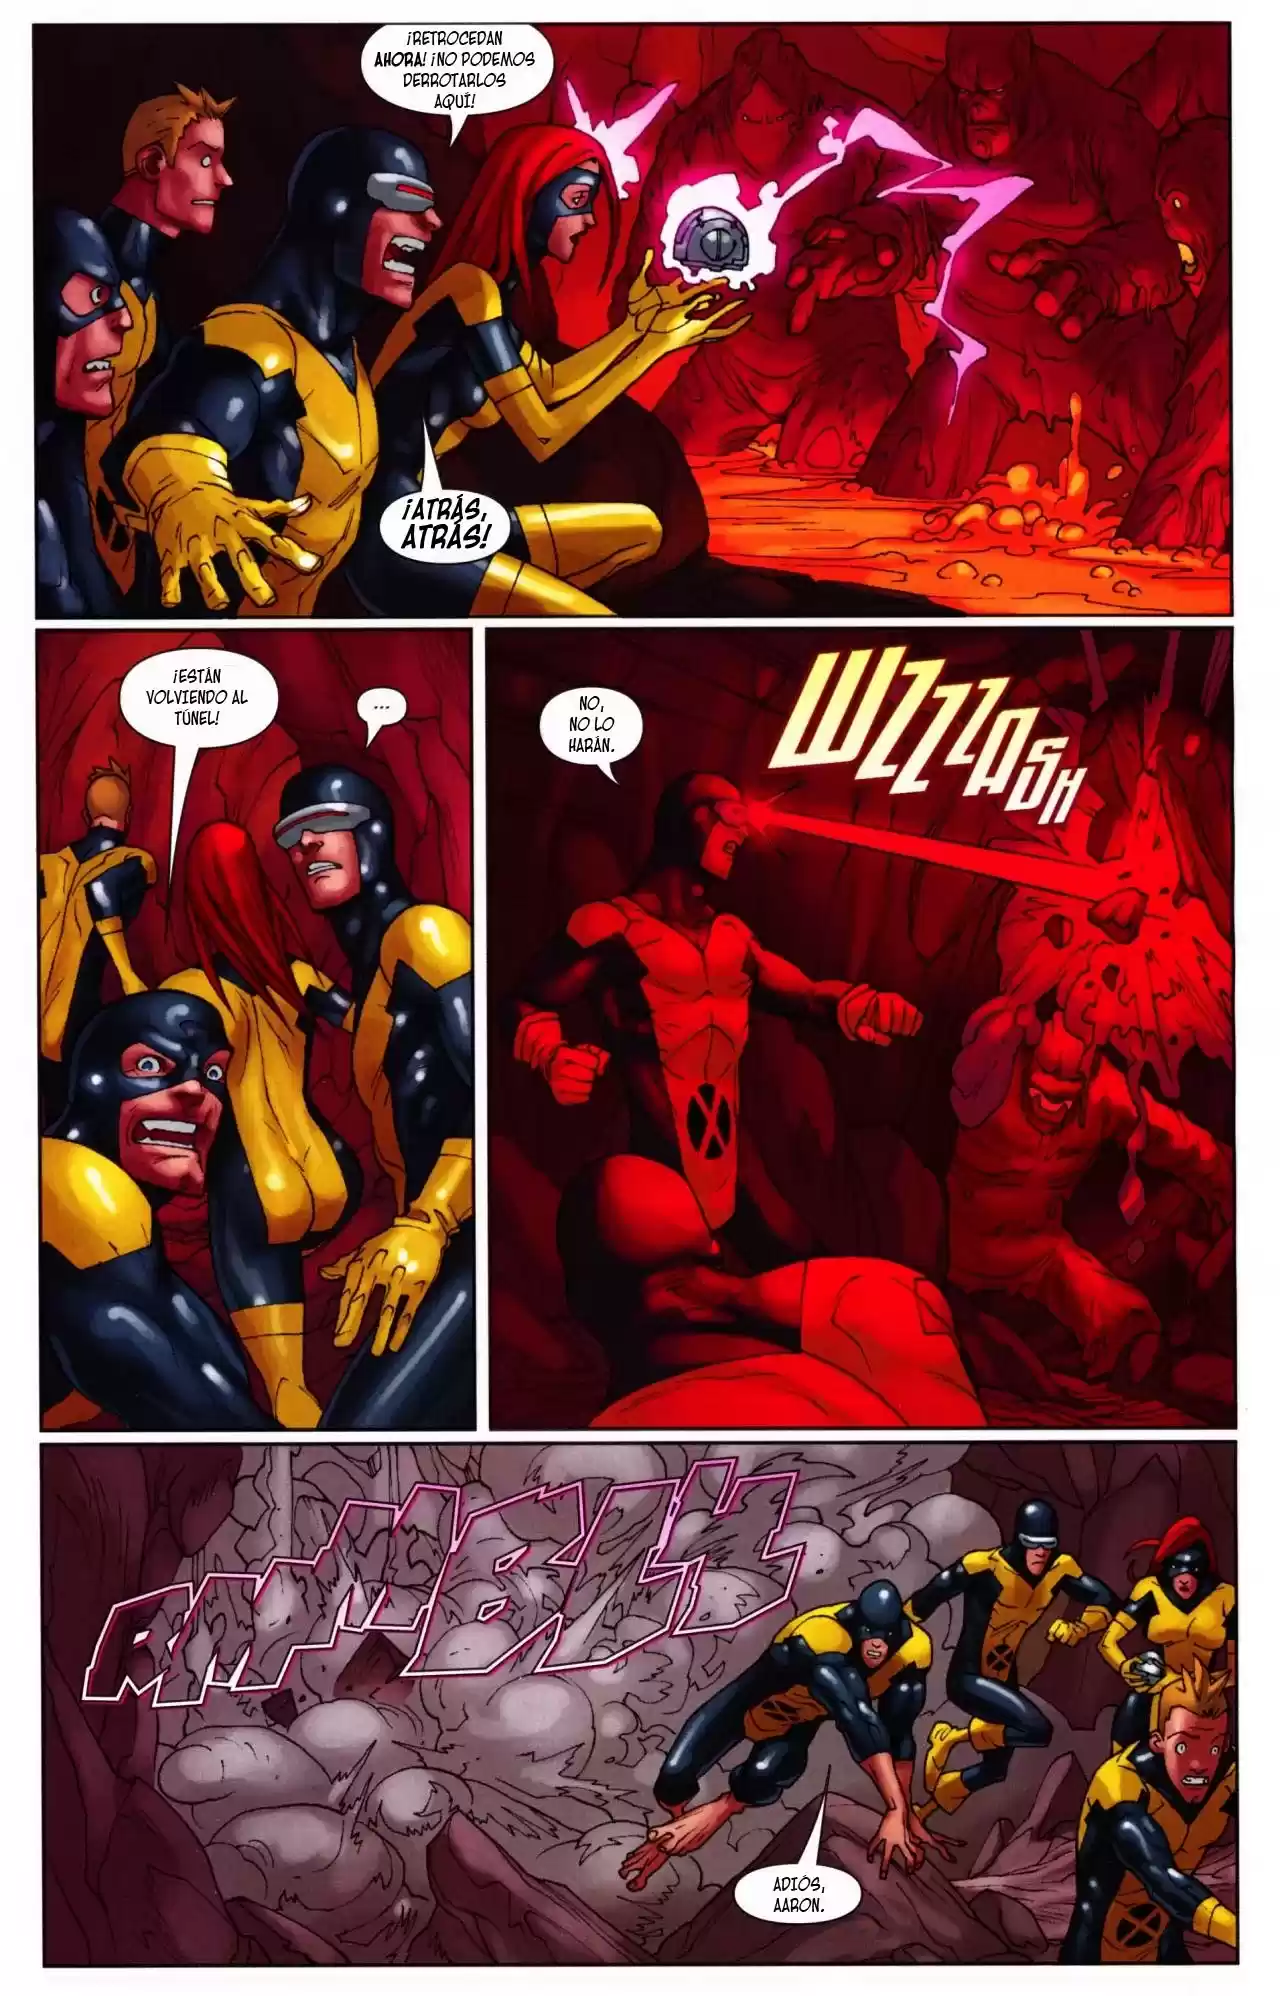 ¡RETROCEDAN
AHORA! ¡NO PODEMOS
DERROTARLOS
AQUÍ!
¡ATRÁS,
ATRÁS!
¡ESTÁN
VOLVIENDO AL
TÚNEL!
...
NO,
NO LO
HARÁN.
WZZZASH
RMMMBLLL
ADIÓS,
AARON.